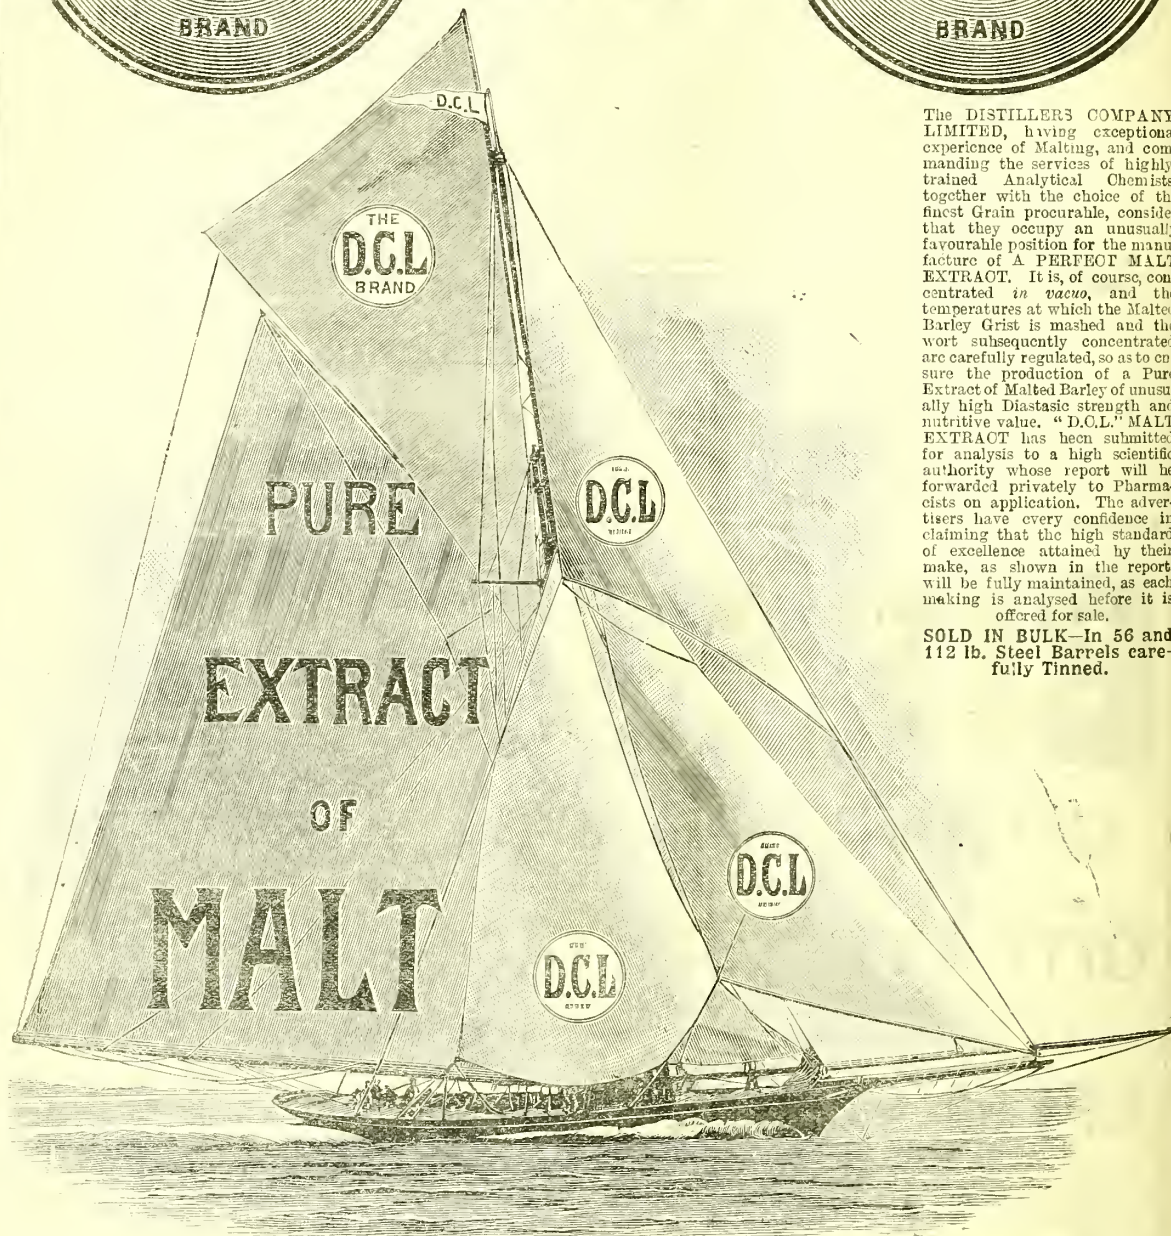 BRAND
BRAND
D.C.L
THE
D.C.L
BRAND
D.C.L
PURE
EXTRACT
OF
MALT
D.C.L
D.C.L
The DISTILLERS COMPANY
LIMITED, having exceptiona
experience of Malting, and com
manding the services of highly
trained Analytical Chemists
together with the choice of th
finest Grain procurable, conside
that they occupy an unusuall
favourable position for the manu
facture of A PERFECT MALT
EXTRACT. It is, of course, con
centrated in vacuo, and the
temperatures at which the Malted
Barley Grist is mashed and the
wort subsequently concentrated
are carefully regulated, so as to en
sure the production of a Pure
Extract of Malted Barley of unusu
ally high Diastasic strength and
nutritive value. “D.C.L.” MALT
EXTRACT has been submitted
for analysis to a high scientific
authority whose report will be
forwarded privately to Pharma-
cists on application. The adver-
tisers have every confidence in
claiming that the high standard
of excellence attained by their
make, as shown in the report
will be fully maintained, as each
making is analysed before it is
offered for sale.
SOLD IN BULK—In 56 and
112 lb. Steel Barrels care-
fully Tinned.